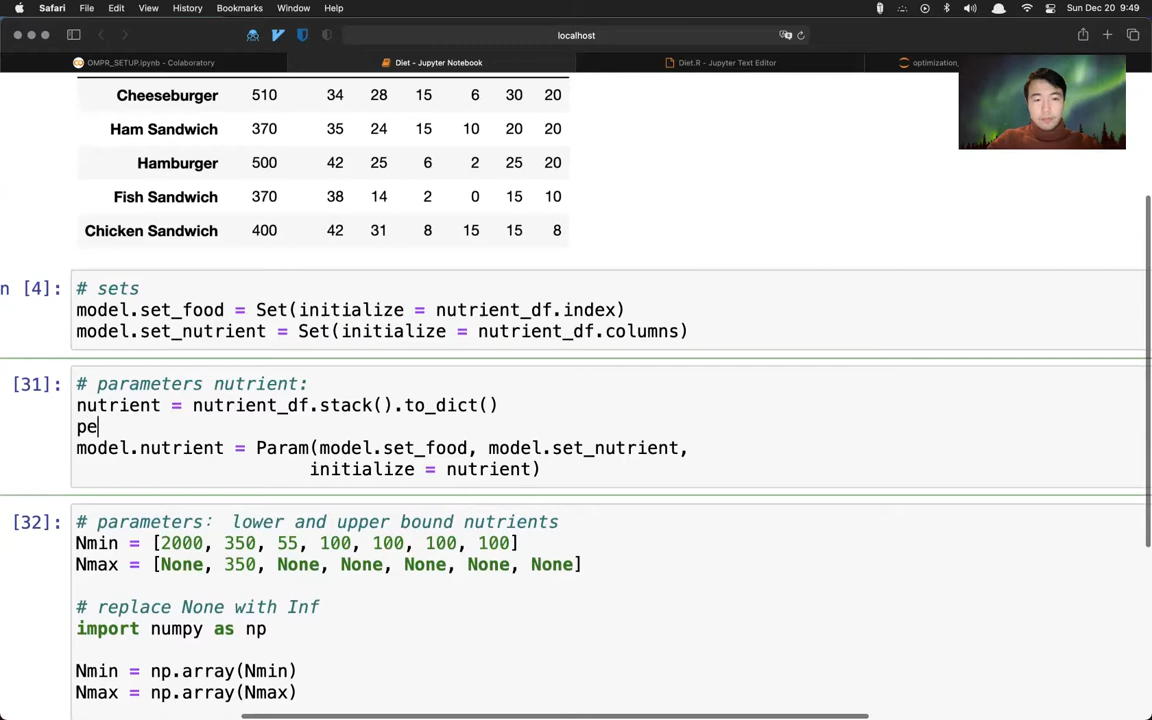 Safari File Edit View History Bookmarks Window Help Sun Dec 20 9:49
localhost
OMPR_SETUP.ipynb - Colaboratory Diet - Jupyter Notebook Diet.R - Jupyter Text Editor optimization_
Cheeseburger 510 34 28 15 6 30 20
Ham Sandwich 370 35 24 15 10 20 20
Hamburger 500 42 25 6 2 25 20
Fish Sandwich 370 38 14 2 0 15 10
Chicken Sandwich 400 42 31 8 15 15 8
n [4]: # sets
model.set_food = Set(initialize = nutrient_df.index)
model.set_nutrient = Set(initialize = nutrient_df.columns)
[31]: # parameters nutrient:
nutrient = nutrient_df.stack().to_dict()
pe
model.nutrient = Param(model.set_food, model.set_nutrient,
initialize = nutrient)
[32]: # parameters: lower and upper bound nutrients
Nmin = [2000, 350, 55, 100, 100, 100, 100]
Nmax = [None, 350, None, None, None, None, None]
# replace None with Inf
import numpy as np
Nmin = np.array(Nmin)
Nmax = np.array(Nmax)